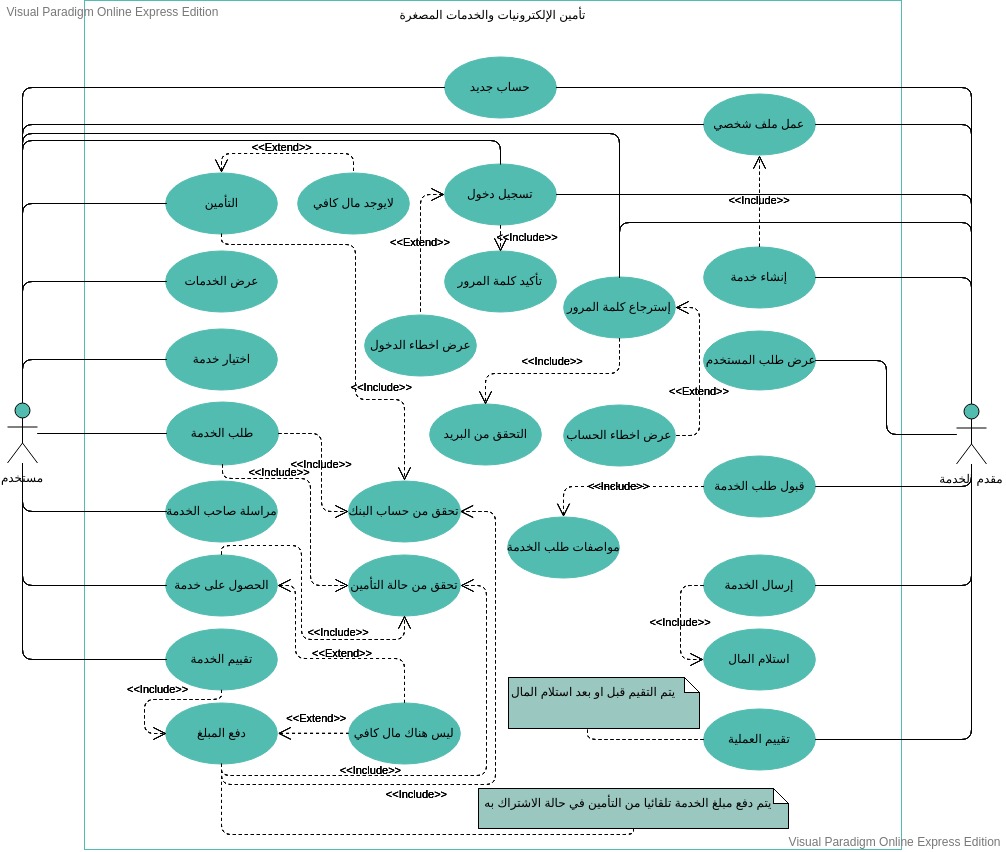 Visual Paradigm Online Express Edition
تأمين الإلكترونيات والخدمات المصغرة
حساب جديد
عمل ملف شخصي
<<Extend>>
تسجيل دخول
لايوجد مال كافي
التأمين
<<Include>>
<<Include>>
<<Extend>>
إنشاء خدمة
تأكيد كلمة المرور
عرض الخدمات
إسترجاع كلمة المرور
عرض اخطاء الدخول
عرض طلب المستخدم
اختيار خدمة
<<Include>>
<<Include>>
<<Extend>>
طلب الخدمة
التحقق من البريد
عرض اخطاء الحساب
<<Include>>
<<Include>>
مستخدم
مقدم الخدمة
<<Include>>
قبول طلب الخدمة
مراسلة صاحب الخدمة
تحقق من حساب البنك
مواصفات طلب الخدمة
الحصول على خدمة
تحقق من حالة التأمين
إرسال الخدمة
<<Include>>
<<Include>>
<<Extend>>
تقييم الخدمة
استلام المال
<<Include>>
يتم التقيم قبل او بعد استلام المال
<<Extend>>
دفع المبلغ
ليس هناك مال كافي
تقييم العملية
<<Include>>
<<Include>>
يتم دفع مبلغ الخدمة تلقائيا من التأمين في حالة الاشتراك به
Visual Paradigm Online Express Edition